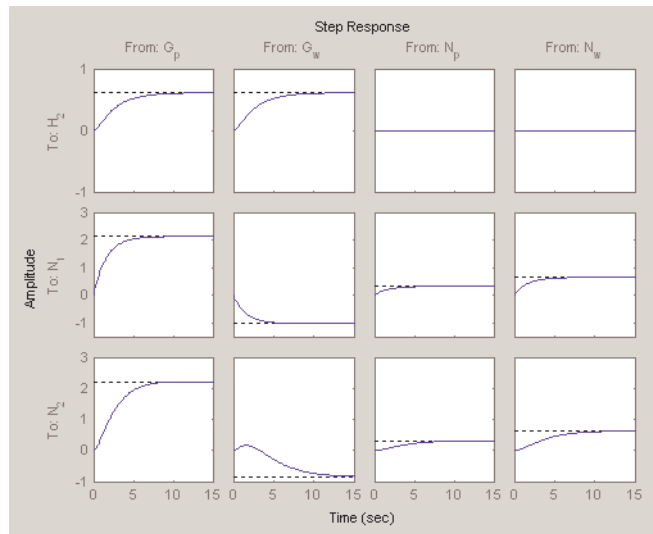 Step Response
From: G_p From: G_w From: N_p From: N_w
To: H_2
1
0
-1
Amplitude
To: N_1
3
2
1
0
-1
To: N_2
3
2
1
0
-1
0 5 10 15 0 5 10 15 0 5 10 15 0 5 10 15
Time (sec)